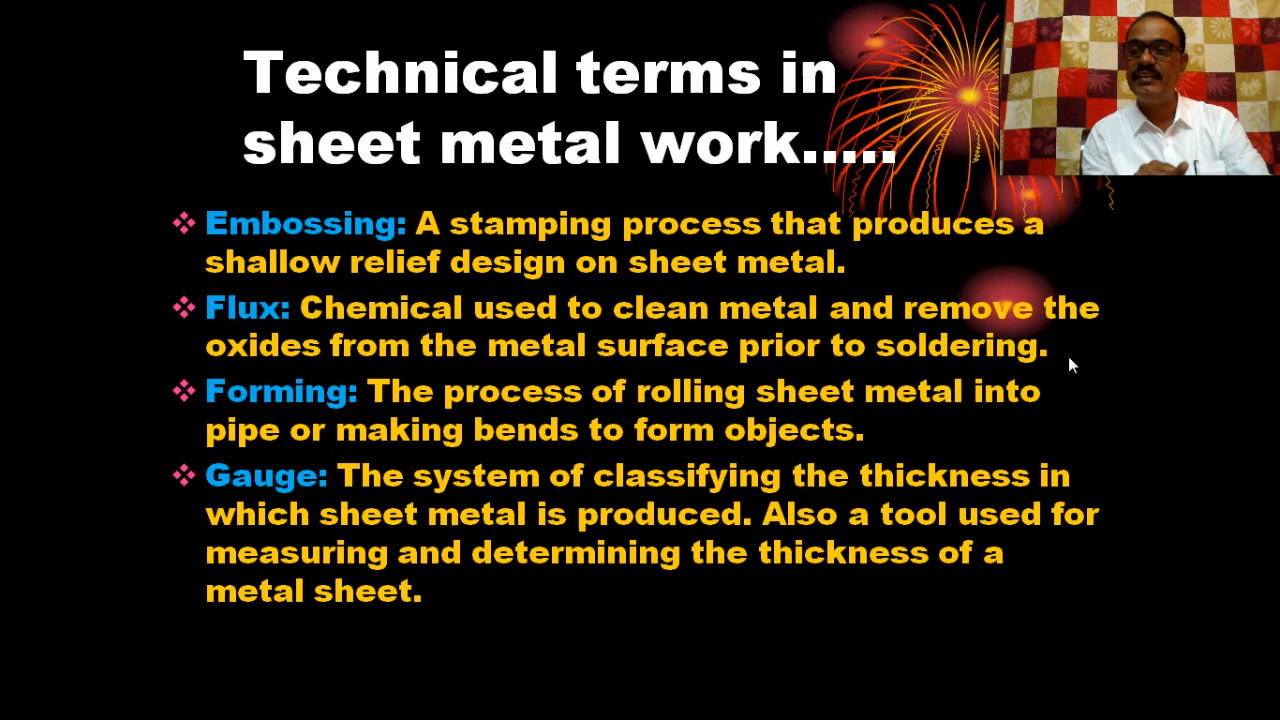 Technical terms in
sheet metal work.....
Embossing: A stamping process that produces a
shallow relief design on sheet metal.
Flux: Chemical used to clean metal and remove the
oxides from the metal surface prior to soldering.
Forming: The process of rolling sheet metal into
pipe or making bends to form objects.
Gauge: The system of classifying the thickness in
which sheet metal is produced. Also a tool used for
measuring and determining the thickness of a
metal sheet.